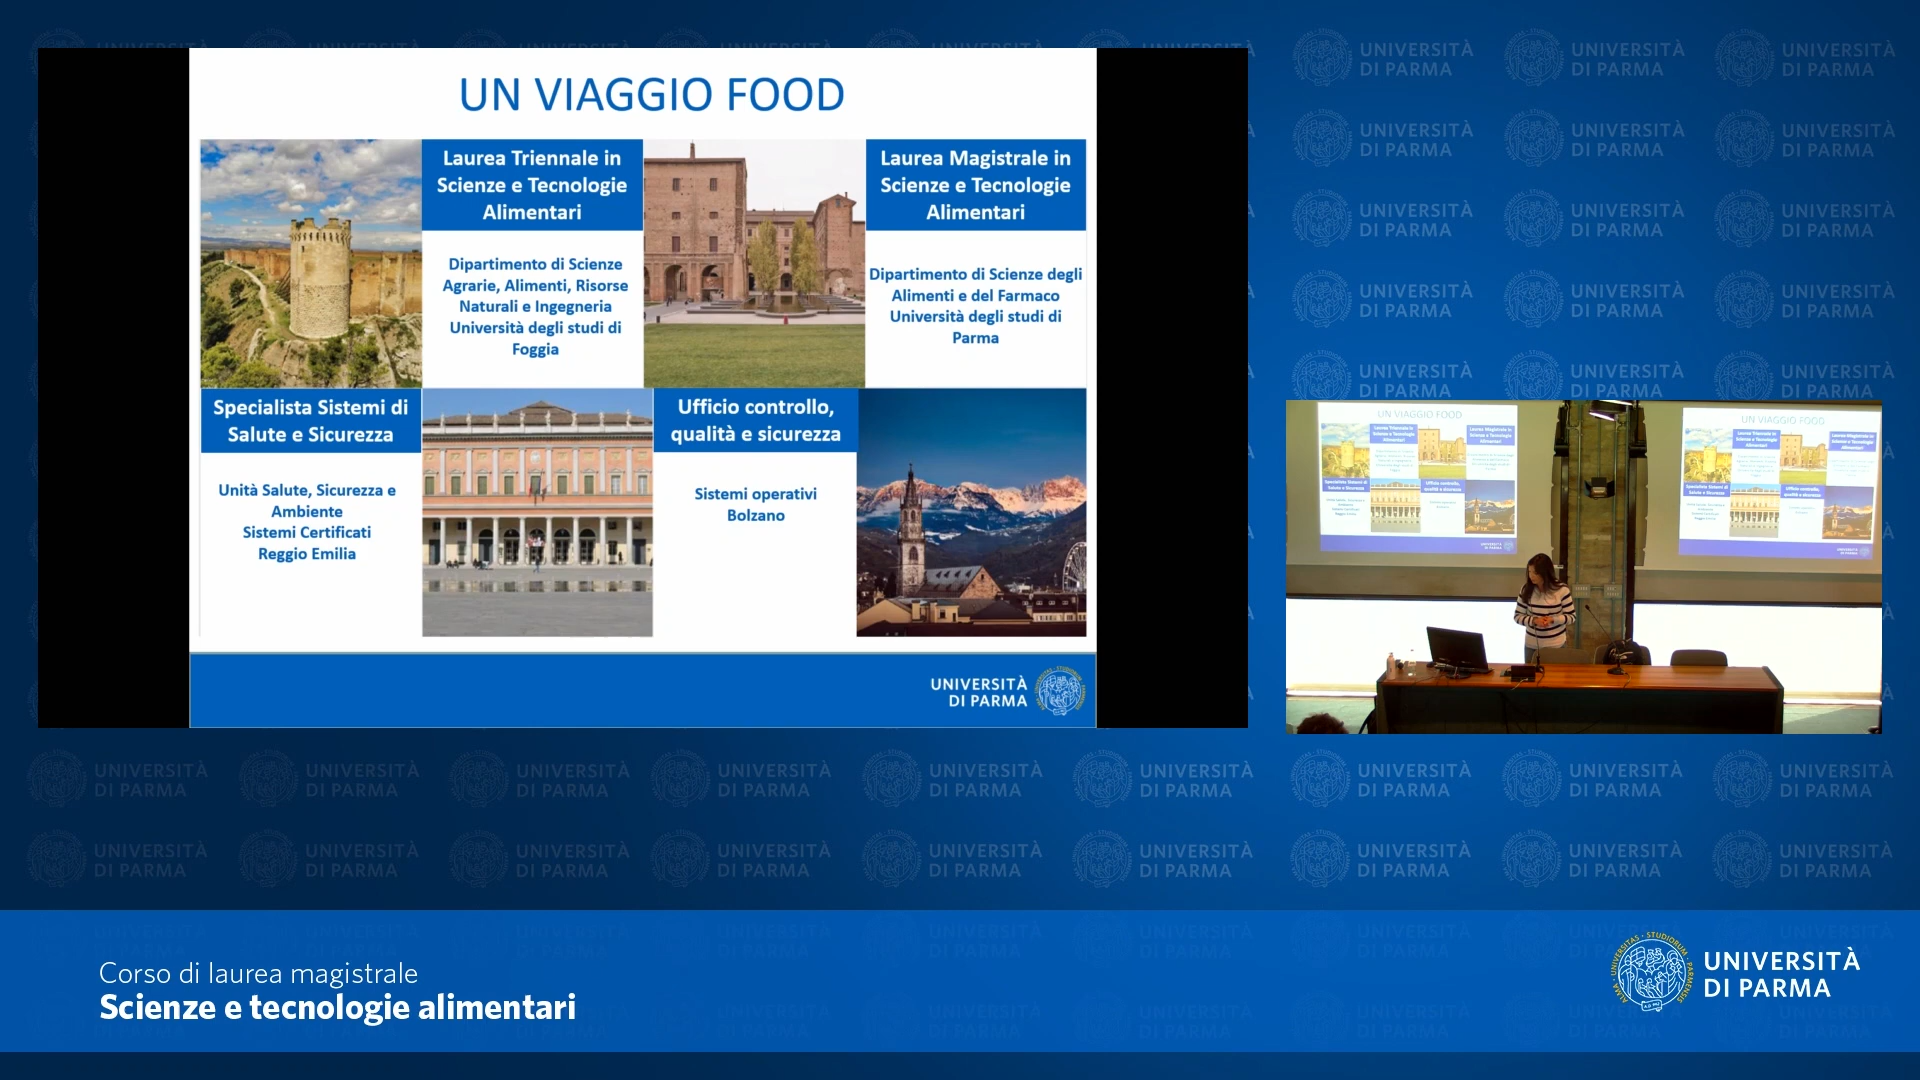 UN VIAGGIO FOOD
Laurea Triennale in
Scienze e Tecnologie
Alimentari
Dipartimento di Scienze
Agrarie, Alimenti, Risorse
Naturali e Ingegneria
Università degli studi di
Foggia
Laurea Magistrale in
Scienze e Tecnologie
Alimentari
Dipartimento di Scienze degli
Alimenti e del Farmaco
Università degli studi di
Parma
Specialista Sistemi di
Salute e Sicurezza
Unità Salute, Sicurezza e
Ambiente
Sistemi Certificati
Reggio Emilia
Ufficio controllo,
qualità e sicurezza
Sistemi operativi
Bolzano
UNIVERSITÀ
DI PARMA
Corso di laurea magistrale
Scienze e tecnologie alimentari
UNIVERSITÀ
DI PARMA